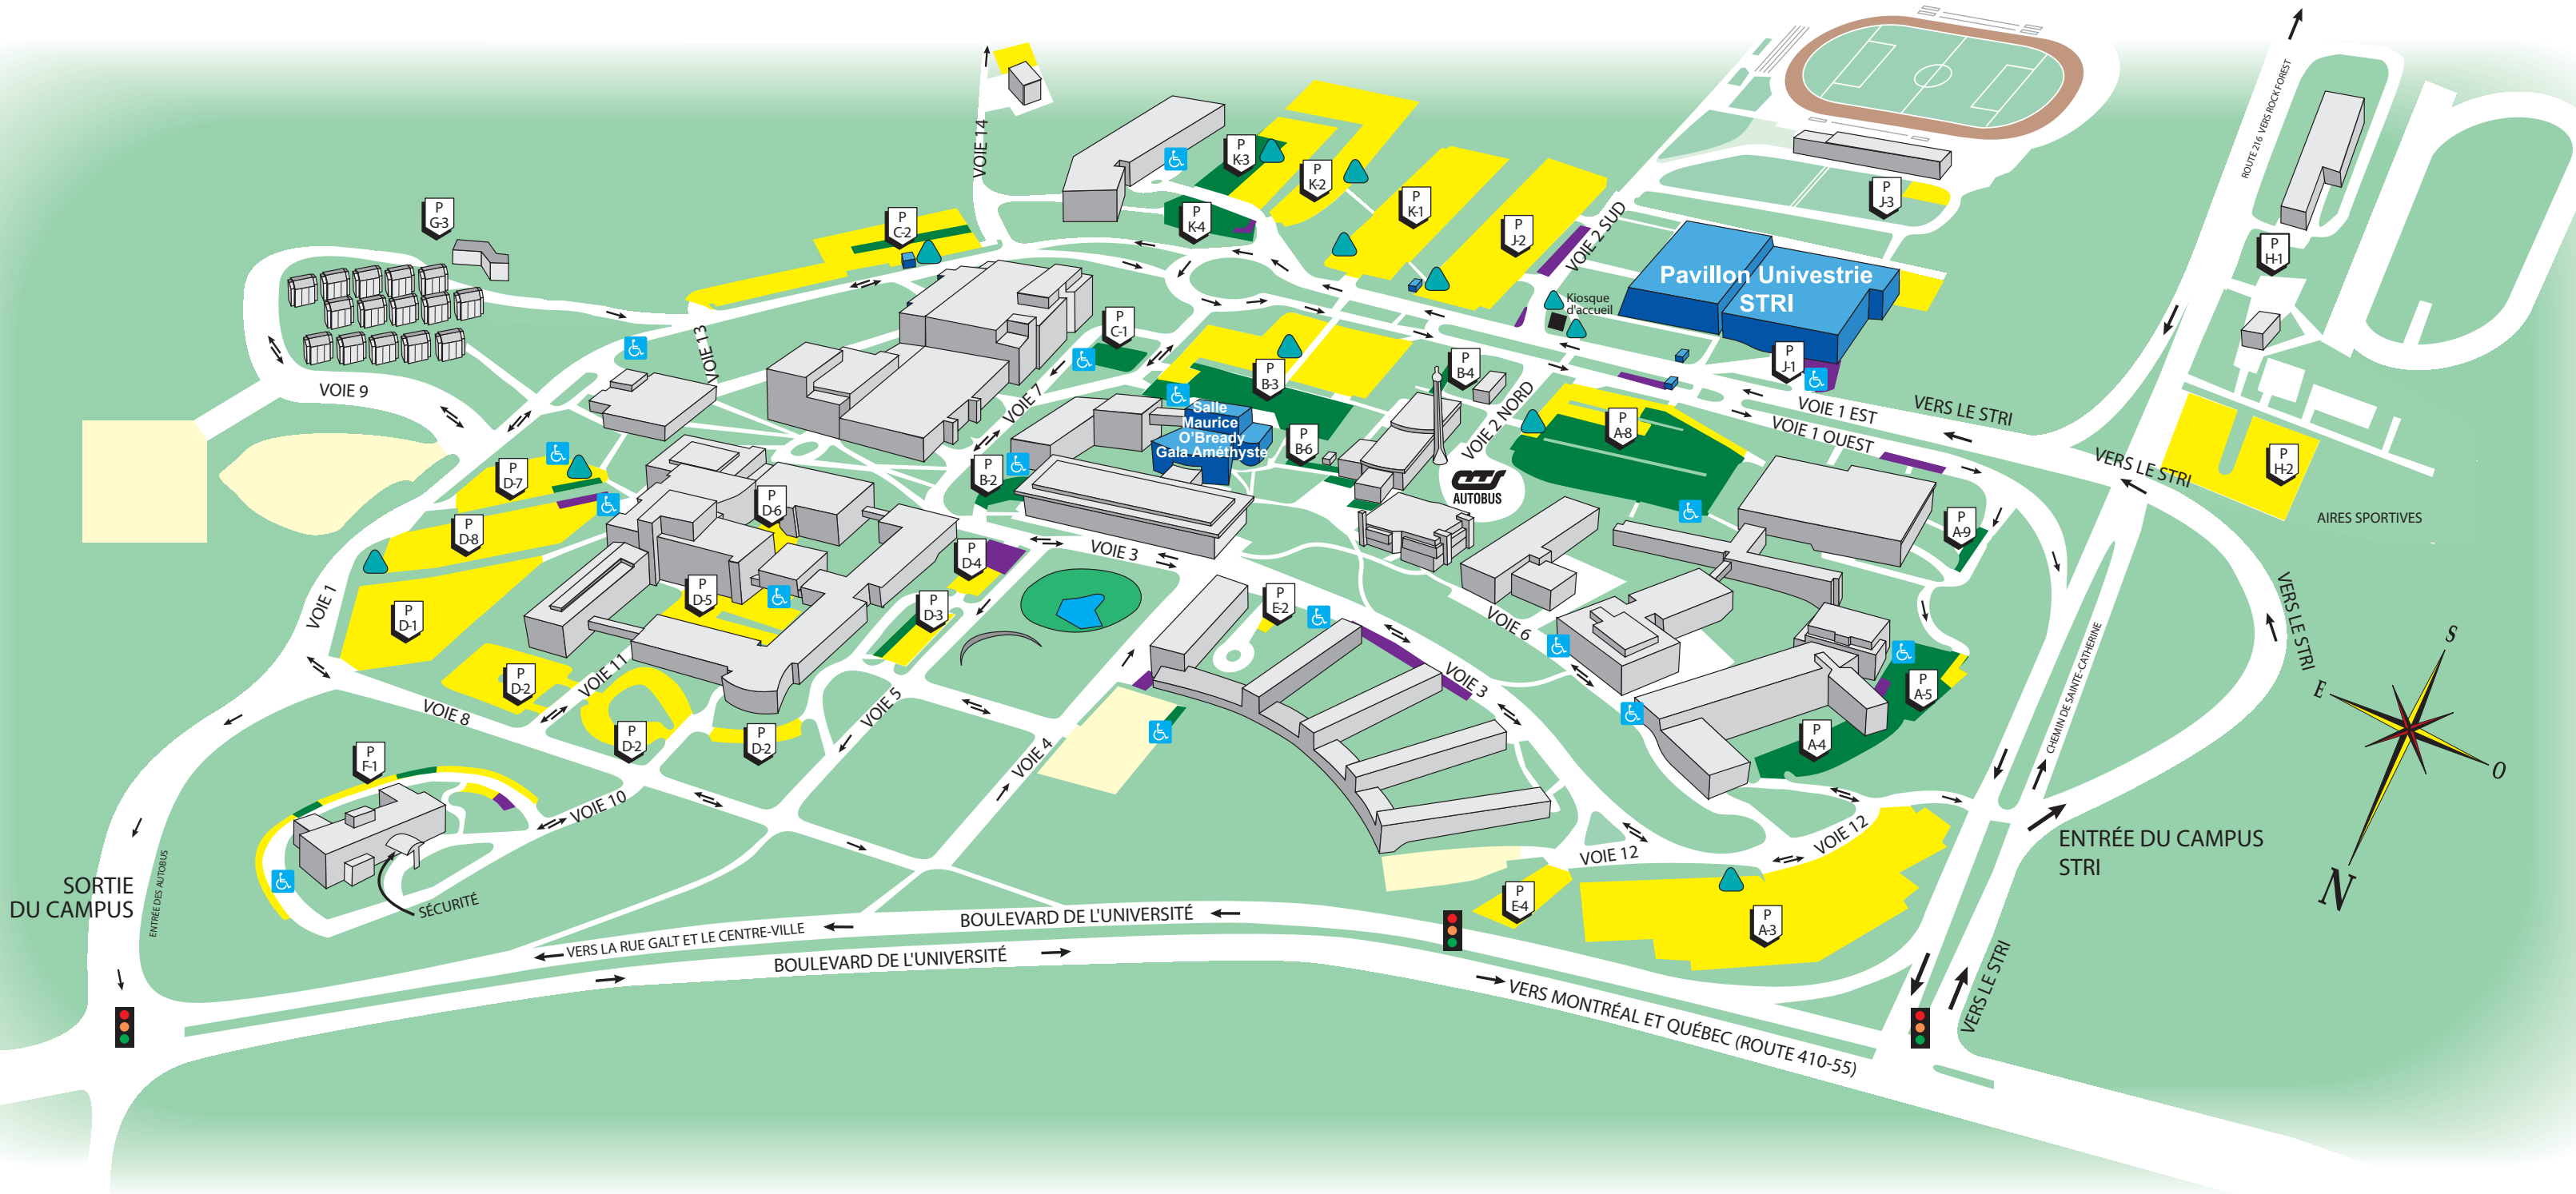 VOIE 14
ROUTE 216 VERS ROCK FOREST
P
K-3
P
K-2
P
K-1
P
J-3
P
G-3
P
C-2
P
K-4
P
J-2
VOIE 2 SUD
P
H-1
Pavillon Univestrie
STRI
Kiosque
d'accueil
VOIE 13
P
C-1
P
J-1
VOIE 9
VOIE 7
P
B-3
P
B-4
VOIE 2 NORD
VOIE 1 EST
VERS LE STRI
VOIE 1 OUEST
Salle
Maurice
O'Bready
Gala Améthyste
P
B-6
P
A-8
VERS LE STRI
P
H-2
P
D-7
P
B-2
AUTOBUS
AIRES SPORTIVES
P
D-6
P
D-8
P
A-9
VOIE 3
P
D-4
VOIE 1
P
D-1
P
D-5
P
D-3
P
E-2
VOIE 6
VERS LE STRI
CHEMIN DE SAINTE-CATHERINE
S
E
O
N
P
D-2
VOIE 11
VOIE 5
VOIE 3
P
A-5
VOIE 8
P
D-2
P
D-2
VOIE 4
P
A-4
P
F-1
VOIE 10
VOIE 12
VOIE 12
ENTRÉE DU CAMPUS
STRI
SORTIE
DU CAMPUS
ENTRÉE DES AUTOBUS
SÉCURITÉ
P
E-4
P
A-3
BOULEVARD DE L'UNIVERSITÉ
VERS LA RUE GALT ET LE CENTRE-VILLE
BOULEVARD DE L'UNIVERSITÉ
VERS MONTRÉAL ET QUÉBEC (ROUTE 410-55)
VERS LE STRI